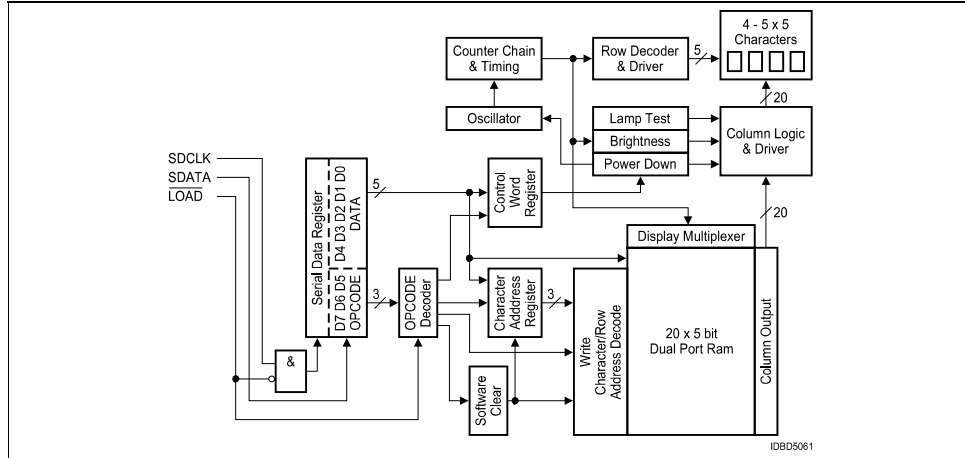 4 - 5 x 5
Characters
Counter Chain
& Timing
Row Decoder
& Driver
5
20
Oscillator
Lamp Test
Brightness
Power Down
Column Logic
& Driver
SDCLK
SDATA
LOAD
Serial Data Register
D4 D3 D2 D1 D0
DATA
D7 D6 D5
OPCODE
5
3
&
OPCODE
Decoder
Control
Word
Register
Character
Adddress
Register
3
Software
Clear
20
Display Multiplexer
Write
Character/Row
Address Decode
20 x 5 bit
Dual Port Ram
Column Output
IDBD5061